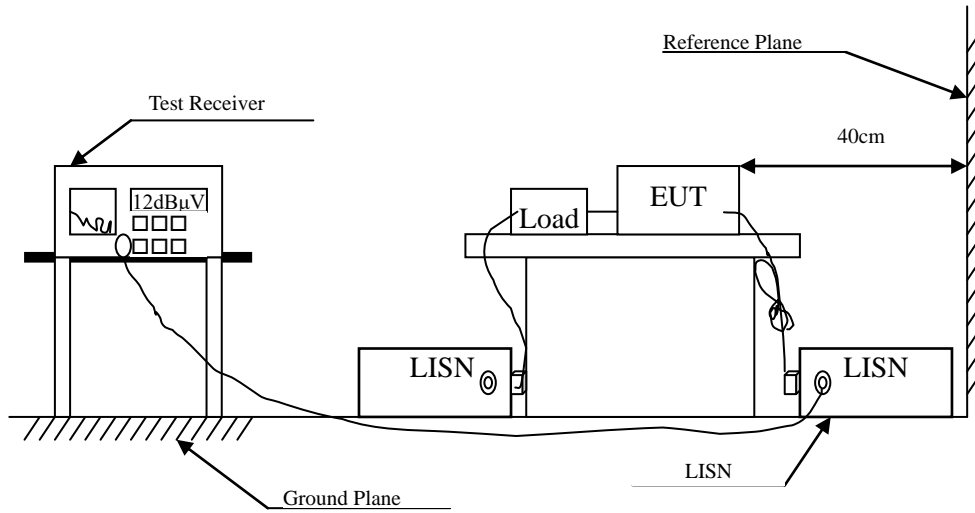 Reference Plane
Test Receiver
40cm
12dBµV
Load
EUT
LISN
LISN
LISN
Ground Plane